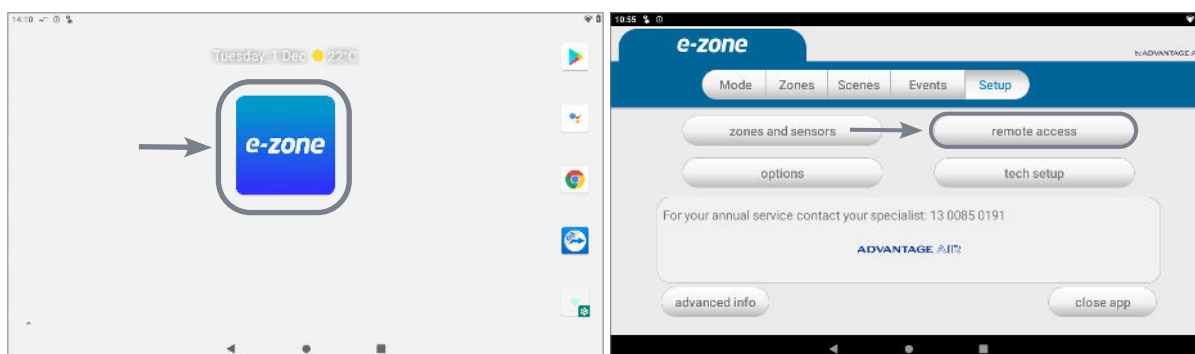 14:10
Tuesday, 1 Dec 22°C
e-zone
10:55
e-zone
by ADVANTAGE A
Mode Zones Scenes Events Setup
zones and sensors remote access
options tech setup
For your annual service contact your specialist: 13 0085 0191
ADVANTAGE AIR
advanced info close app